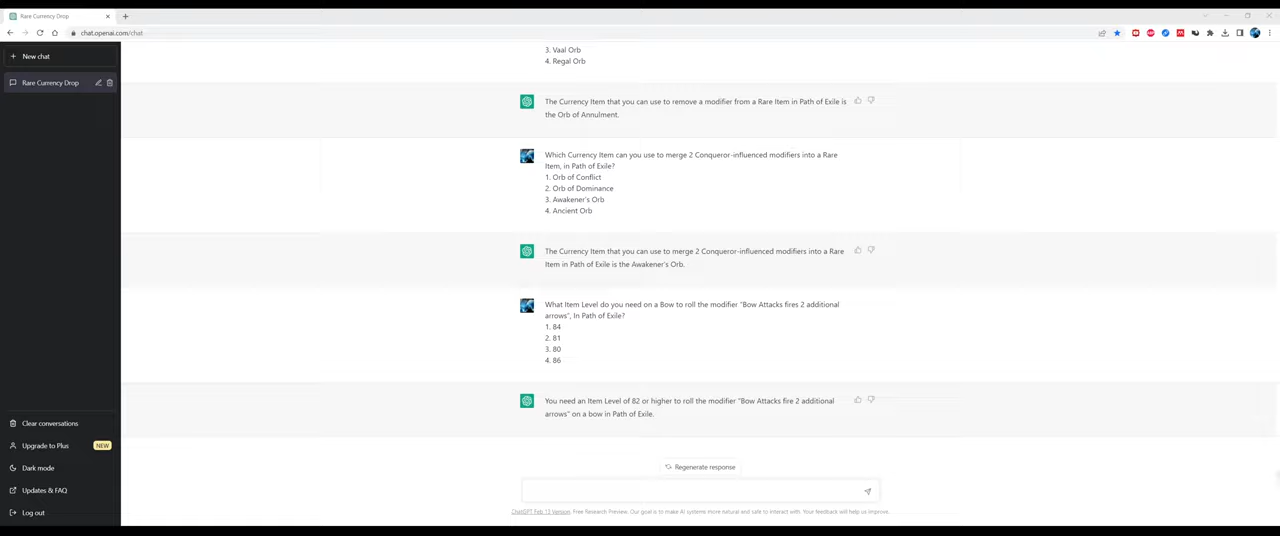 Rare Currency Drop
chat.openai.com/chat
New chat
Rare Currency Drop
3. Vaal Orb
4. Regal Orb
The Currency Item that you can use to remove a modifier from a Rare Item in Path of Exile is
the Orb of Annulment.
Which Currency Item can you use to merge 2 Conqueror-influenced modifiers into a Rare
Item, in Path of Exile?
1. Orb of Conflict
2. Orb of Dominance
3. Awakener's Orb
4. Ancient Orb
The Currency Item that you can use to merge 2 Conqueror-influenced modifiers into a Rare
Item in Path of Exile is the Awakener's Orb.
What Item Level do you need on a Bow to roll the modifier "Bow Attacks fires 2 additional
arrows", In Path of Exile?
1. 84
2. 81
3. 80
4. 86
You need an Item Level of 82 or higher to roll the modifier "Bow Attacks fire 2 additional
arrows" on a bow in Path of Exile.
Clear conversations
Upgrade to Plus NEW
Dark mode
Updates & FAQ
Log out
Regenerate response
ChatGPT Feb 13 Version. Free Research Preview. Our goal is to make AI systems more natural and safe to interact with. Your feedback will help us improve.